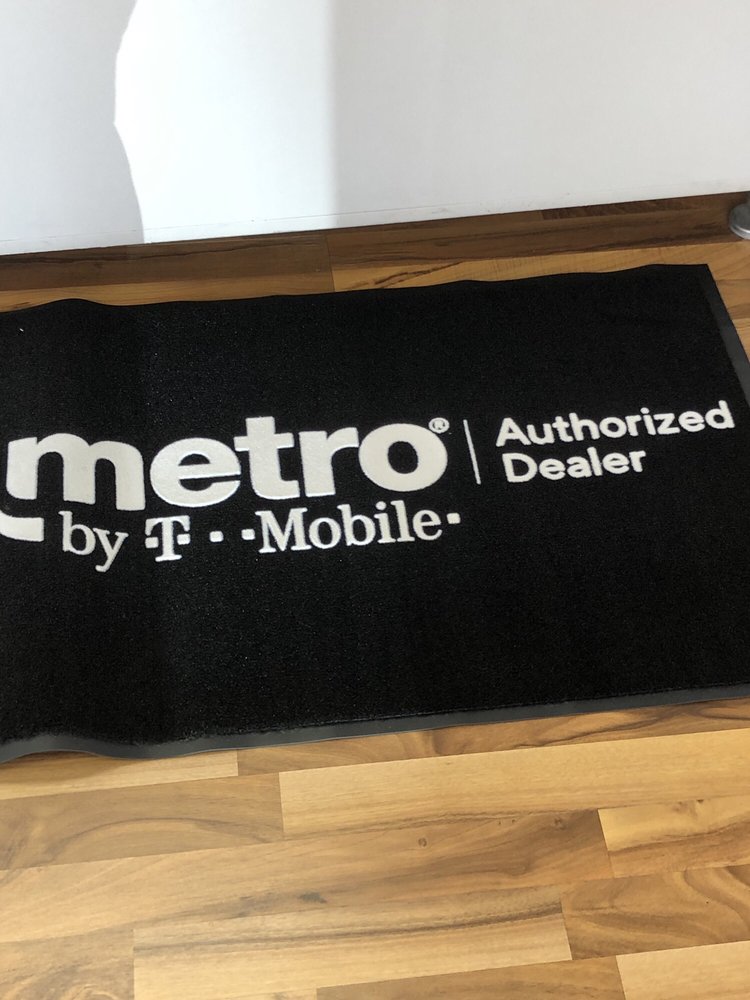 metro® | Authorized
Dealer
by T··Mobile·